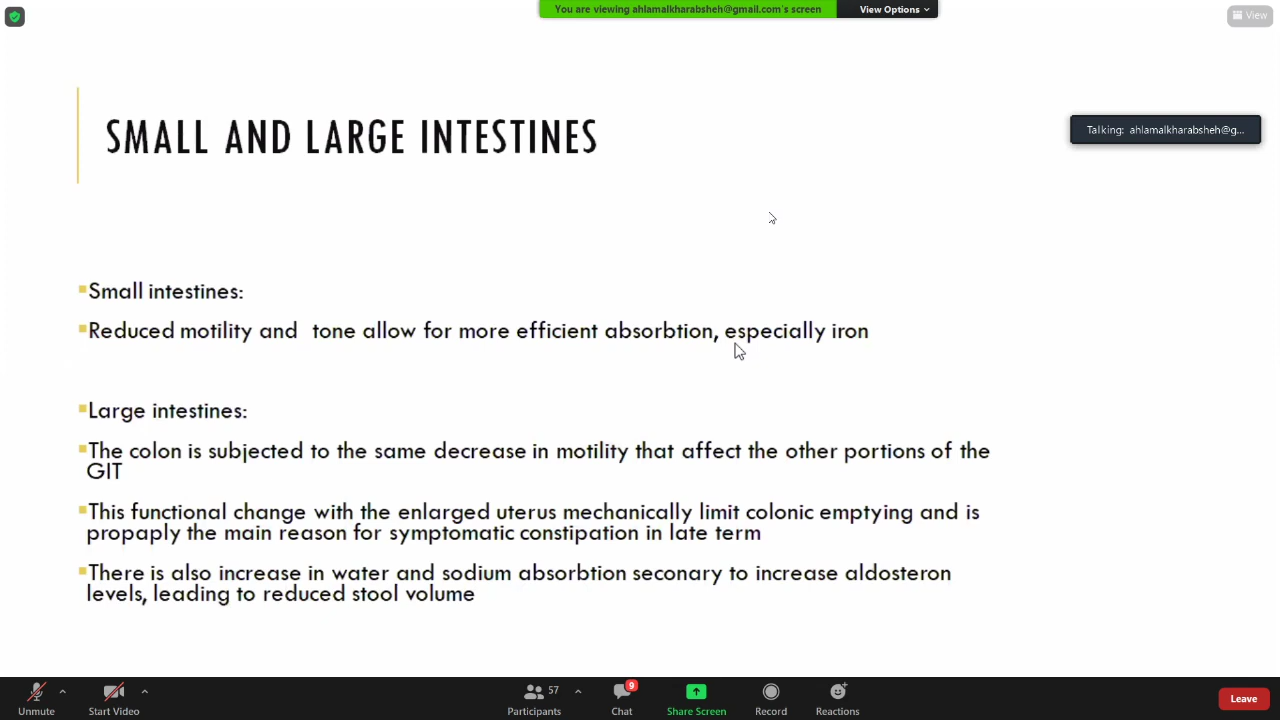 You are viewing ahlamalkharabsheh@gmail.com's screen
View Options
View
SMALL AND LARGE INTESTINES
Talking: ahlamalkharabsheh@g...
Small intestines:
Reduced motility and tone allow for more efficient absorbtion, especially iron
Large intestines:
The colon is subjected to the same decrease in motility that affect the other portions of the
GIT
This functional change with the enlarged uterus mechanically limit colonic emptying and is
propaply the main reason for symptomatic constipation in late term
There is also increase in water and sodium absorbtion seconary to increase aldosteron
levels, leading to reduced stool volume
57
9
Unmute
Start Video
Participants
Chat
Share Screen
Record
Reactions
Leave